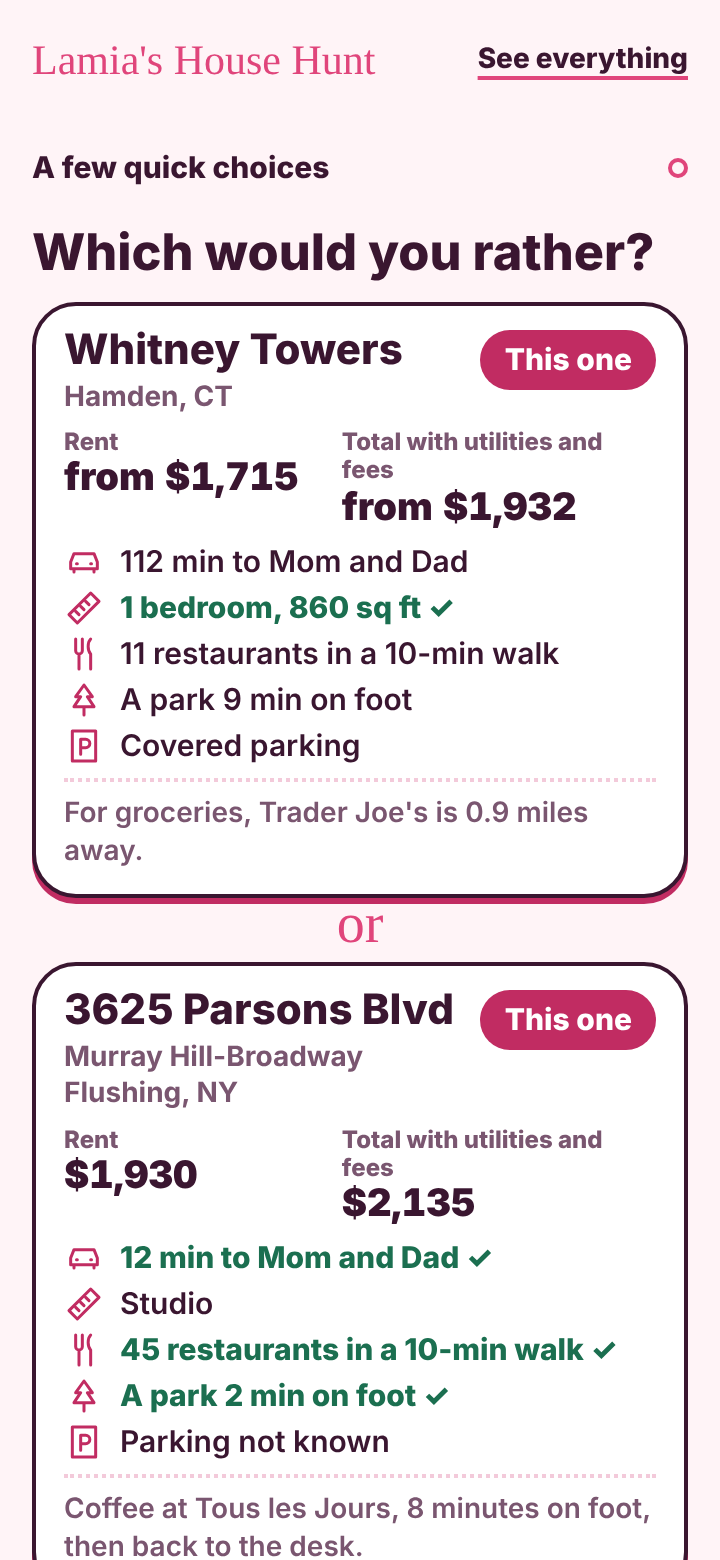 Lamia's House Hunt
See everything
A few quick choices
Which would you rather?
Whitney Towers
This one
Hamden, CT
Rent
from $1,715
Total with utilities and
fees
from $1,932
112 min to Mom and Dad
1 bedroom, 860 sq ft ✓
11 restaurants in a 10-min walk
A park 9 min on foot
P Covered parking
For groceries, Trader Joe's is 0.9 miles
away.
or
3625 Parsons Blvd
This one
Murray Hill-Broadway
Flushing, NY
Rent
$1,930
Total with utilities and
fees
$2,135
12 min to Mom and Dad ✓
Studio
45 restaurants in a 10-min walk ✓
A park 2 min on foot ✓
P Parking not known
Coffee at Tous les Jours, 8 minutes on foot,
then back to the desk.